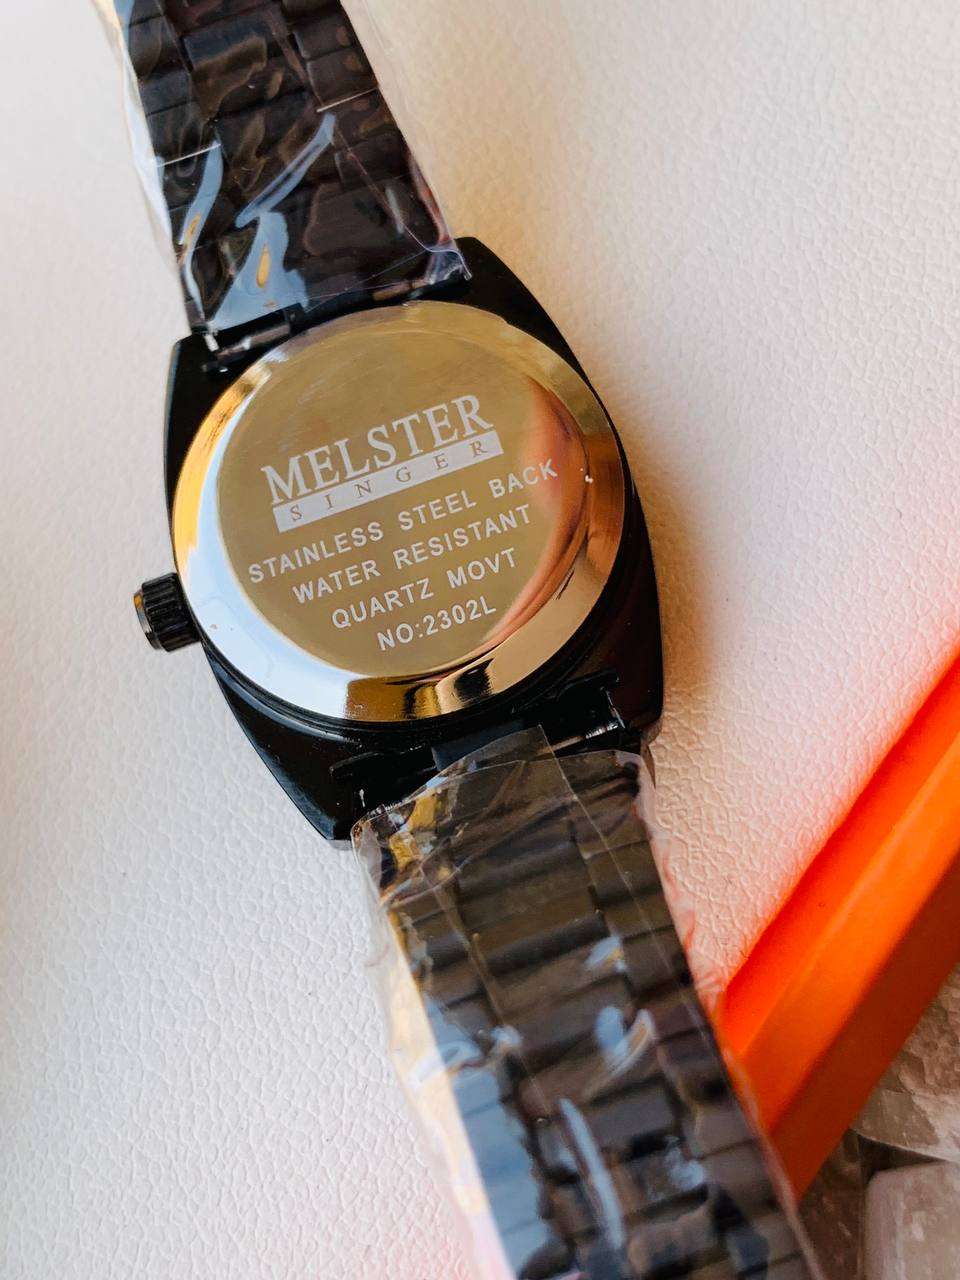 MELSTER
SINGER
STAINLESS STEEL BACK
WATER RESISTANT
QUARTZ MOVT
NO:2302L